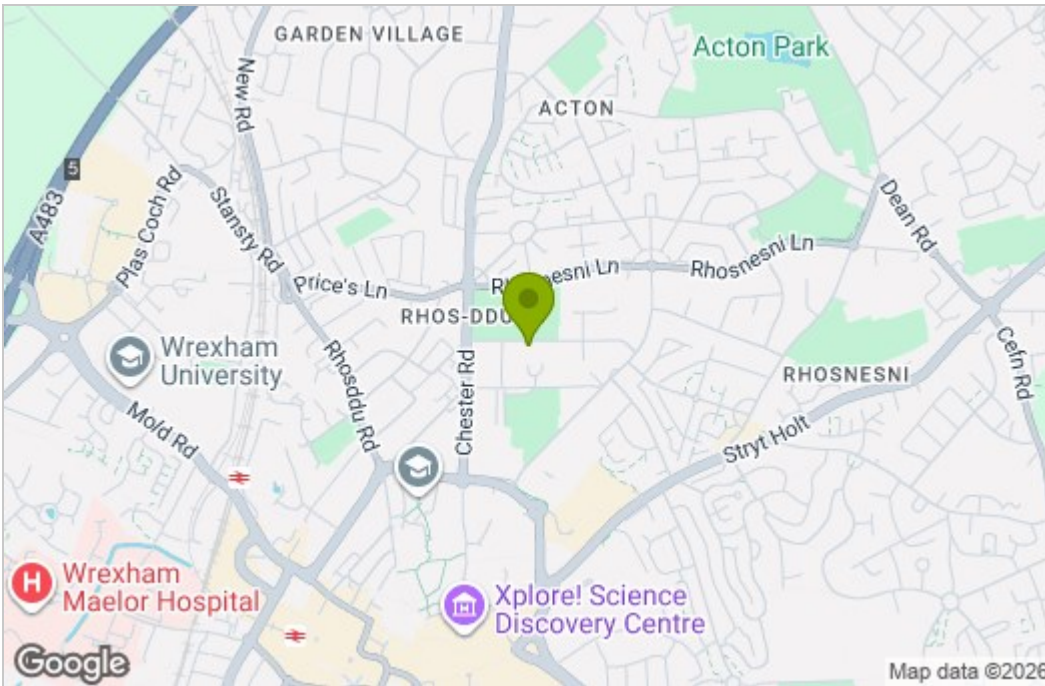 GARDEN VILLAGE
Acton Park
ACTON
New Rd
5
A483
Plas Coch Rd
Stansty Rd
Dean Rd
Rhosnesni Ln
Price's Ln
RHOS-DDU
Wrexham
University
Rhosddu Rd
Chester Rd
RHOSNESNI
Cefn Rd
Mold Rd
Stryt Holt
H
Wrexham
Maelor Hospital
Xplore! Science
Discovery Centre
Google
Map data ©2026